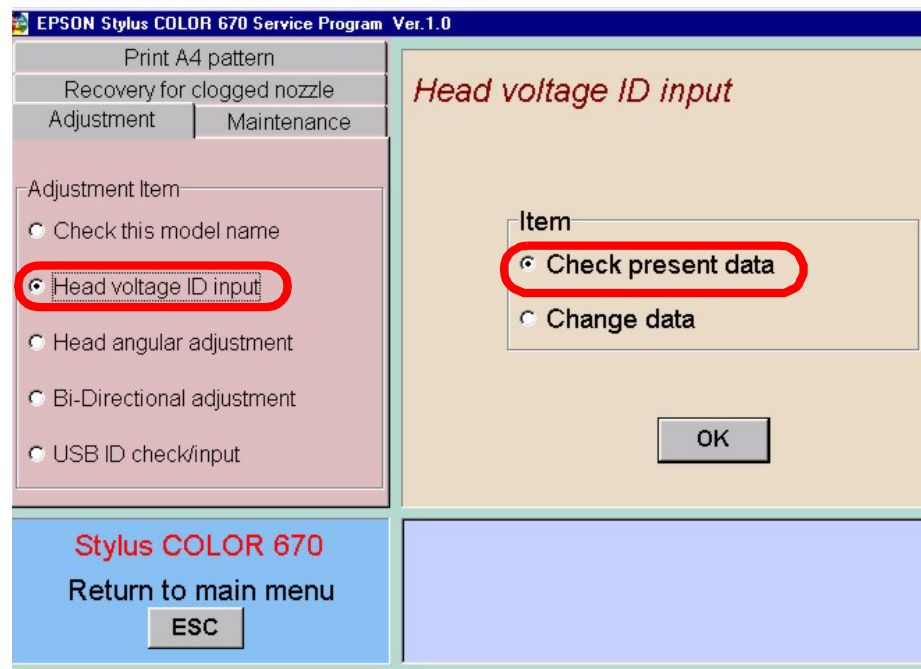 EPSON Stylus COLOR 670 Service Program Ver.1.0
Print A4 pattern
Recovery for clogged nozzle
Adjustment
Maintenance
Adjustment Item
Check this model name
Head voltage ID input
Head angular adjustment
Bi-Directional adjustment
USB ID check/input
Head voltage ID input
Item
Check present data
Change data
OK
Stylus COLOR 670
Return to main menu
ESC